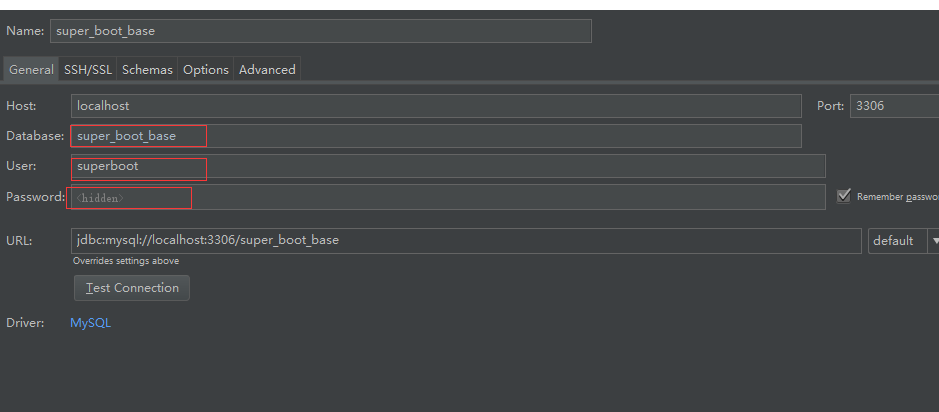 Name: super_boot_base
General SSH/SSL Schemas Options Advanced
Host: localhost Port: 3306
Database: super_boot_base
User: superboot
Password: <hidden> Remember passwo
URL: jdbc:mysql://localhost:3306/super_boot_base default
Overrides settings above
Test Connection
Driver: MySQL